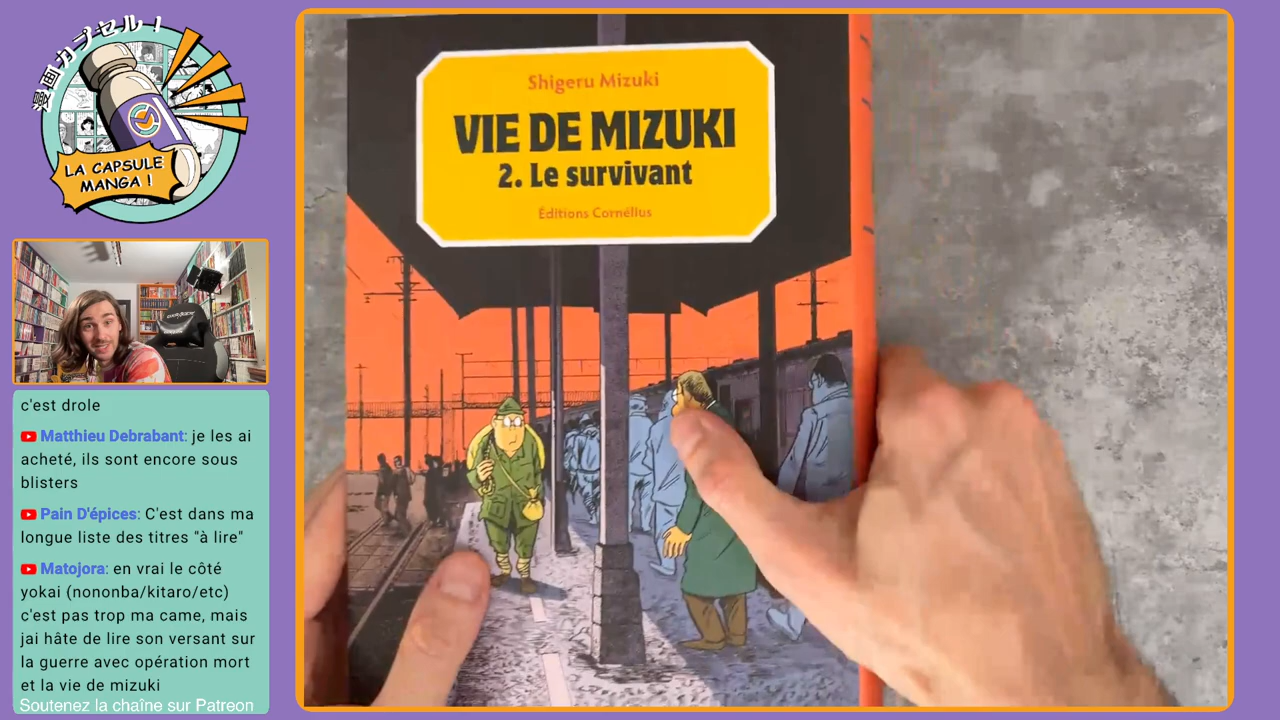 漫画カプセル！
LA CAPSULE
MANGA !
c'est drole
Matthieu Debrabant: je les ai
acheté, ils sont encore sous
blisters
Pain D'épices: C'est dans ma
longue liste des titres "à lire"
Matojora: en vrai le côté
yokai (nononba/kitaro/etc)
c'est pas trop ma came, mais
jai hâte de lire son versant sur
la guerre avec opération mort
et la vie de mizuki
Soutenez la chaîne sur Patreon
Shigeru Mizuki
VIE DE MIZUKI
2. Le survivant
Éditions Cornélius